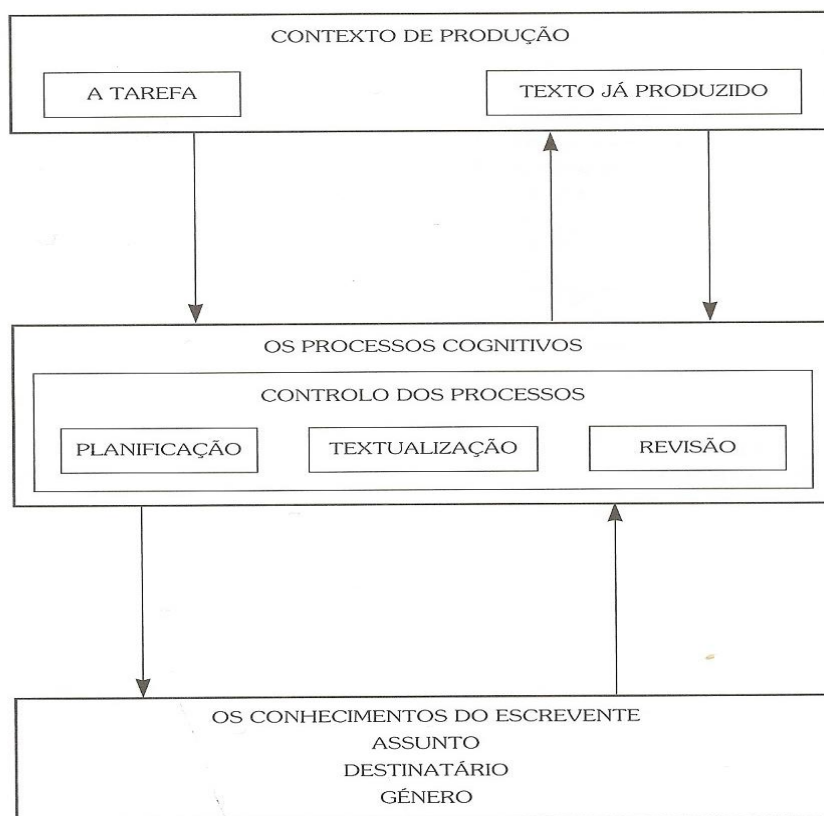 CONTEXTO DE PRODUÇÃO
A TAREFA
TEXTO JÁ PRODUZIDO
OS PROCESSOS COGNITIVOS
CONTROLO DOS PROCESSOS
PLANIFICAÇÃO
TEXTUALIZAÇÃO
REVISÃO
OS CONHECIMENTOS DO ESCREVENTE
ASSUNTO
DESTINATÁRIO
GÉNERO